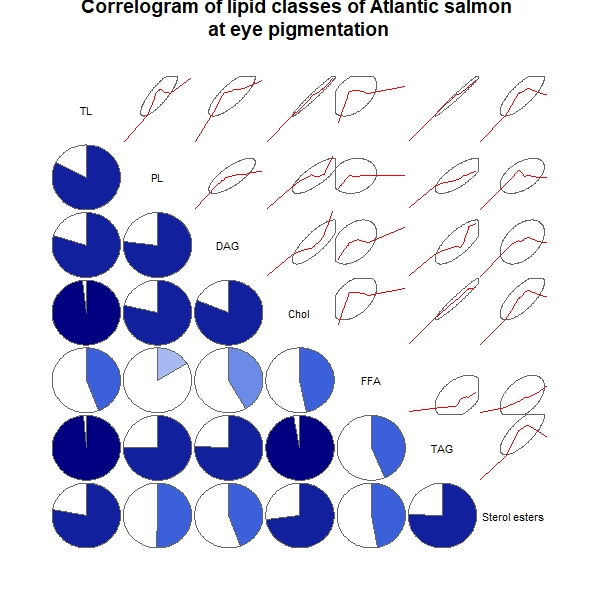 Correlogram of lipid classes of Atlantic salmon
at eye pigmentation
TL
PL
DAG
Chol
FFA
TAG
Sterol esters